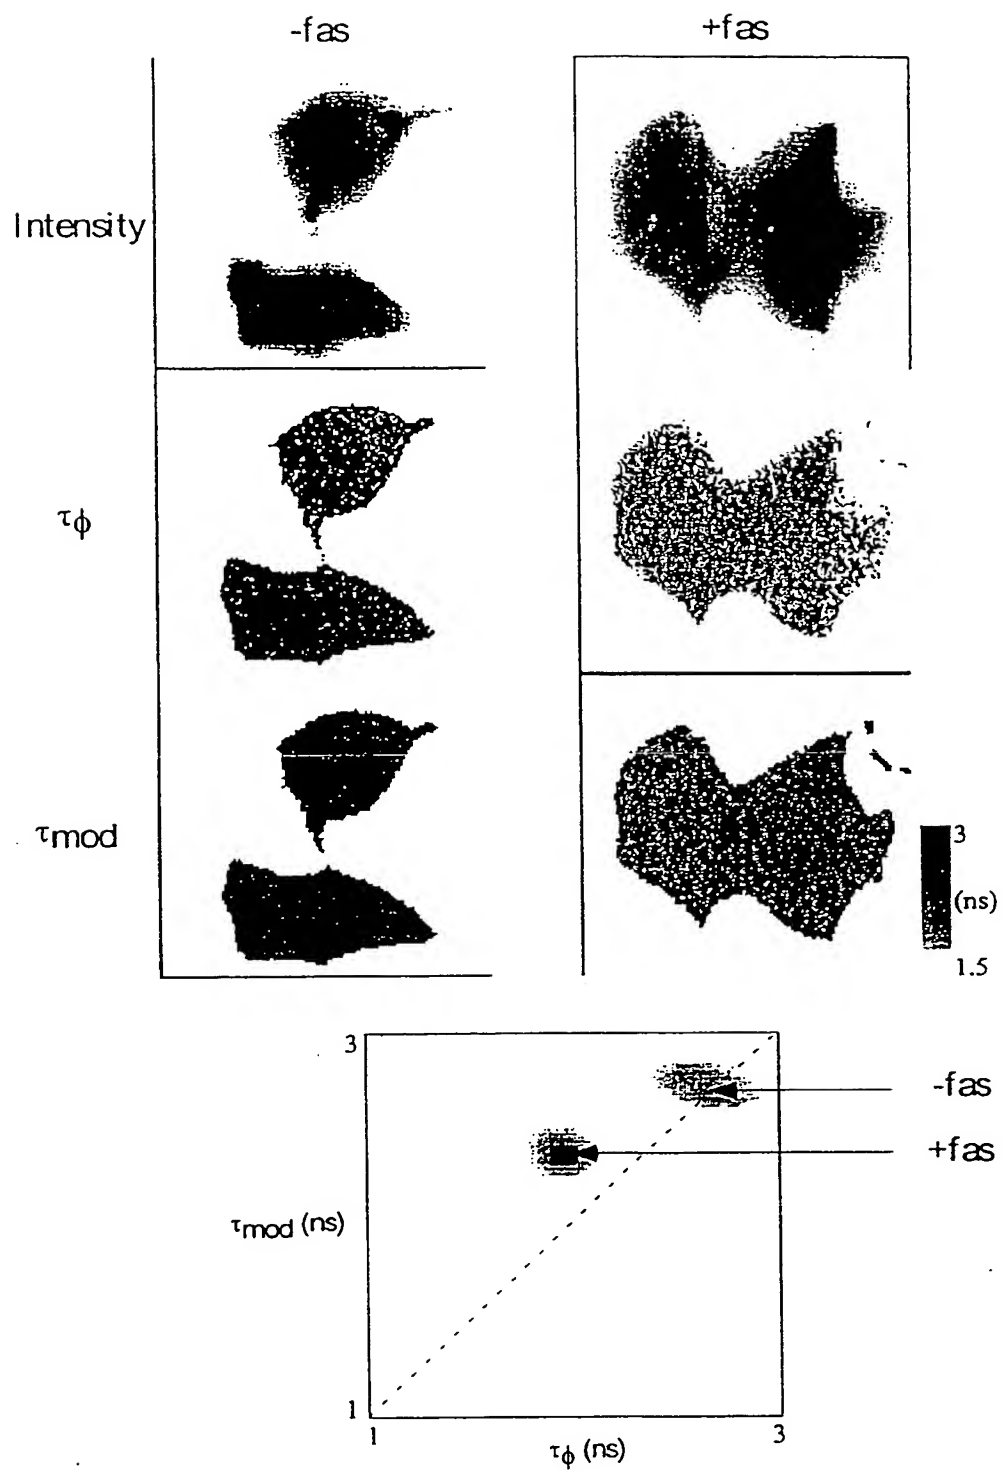 -fas
+fas
Intensity
τϕ
τmod
3
(ns)
1.5
3
-fas
+fas
τmod (ns)
1
1
3
τϕ (ns)